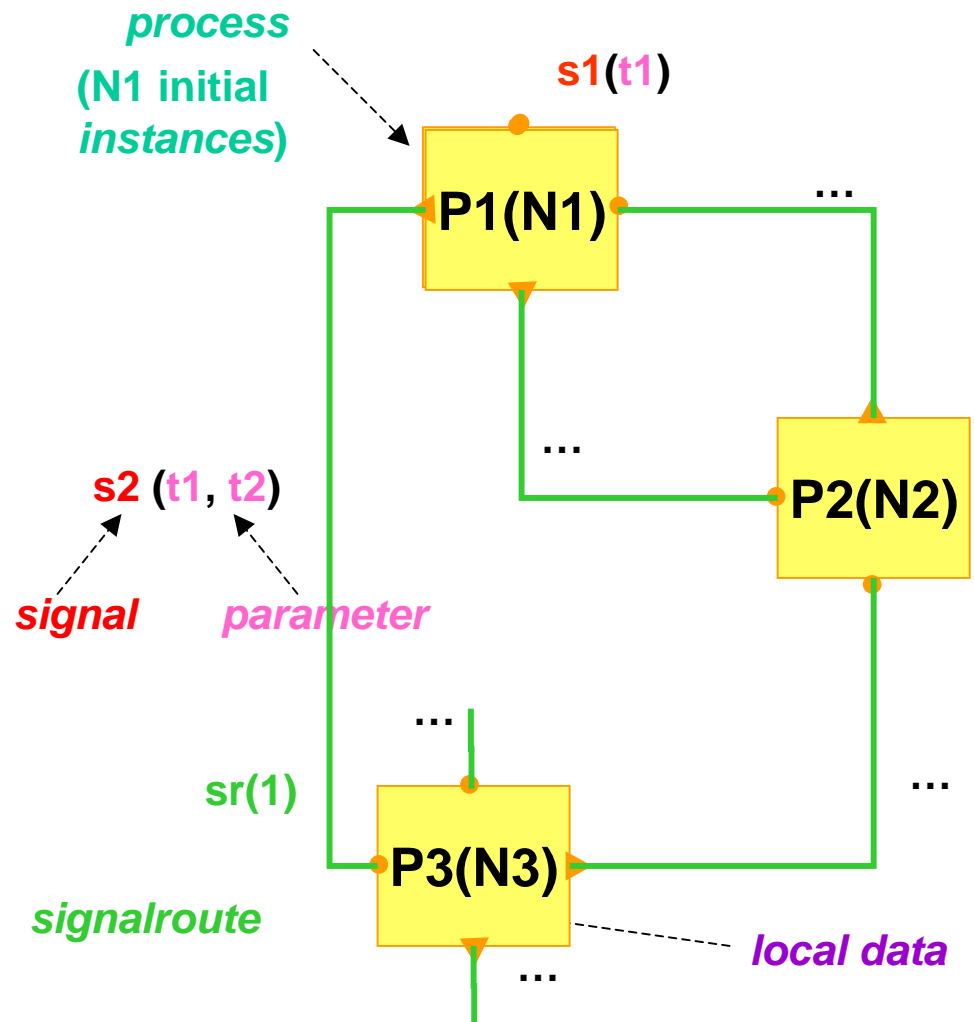 process
(N1 initial
instances)
s1(t1)
P1(N1)
...
...
P2(N2)
s2 (t1, t2)
signal
parameter
...
sr(1)
...
P3(N3)
signalroute
local data
...